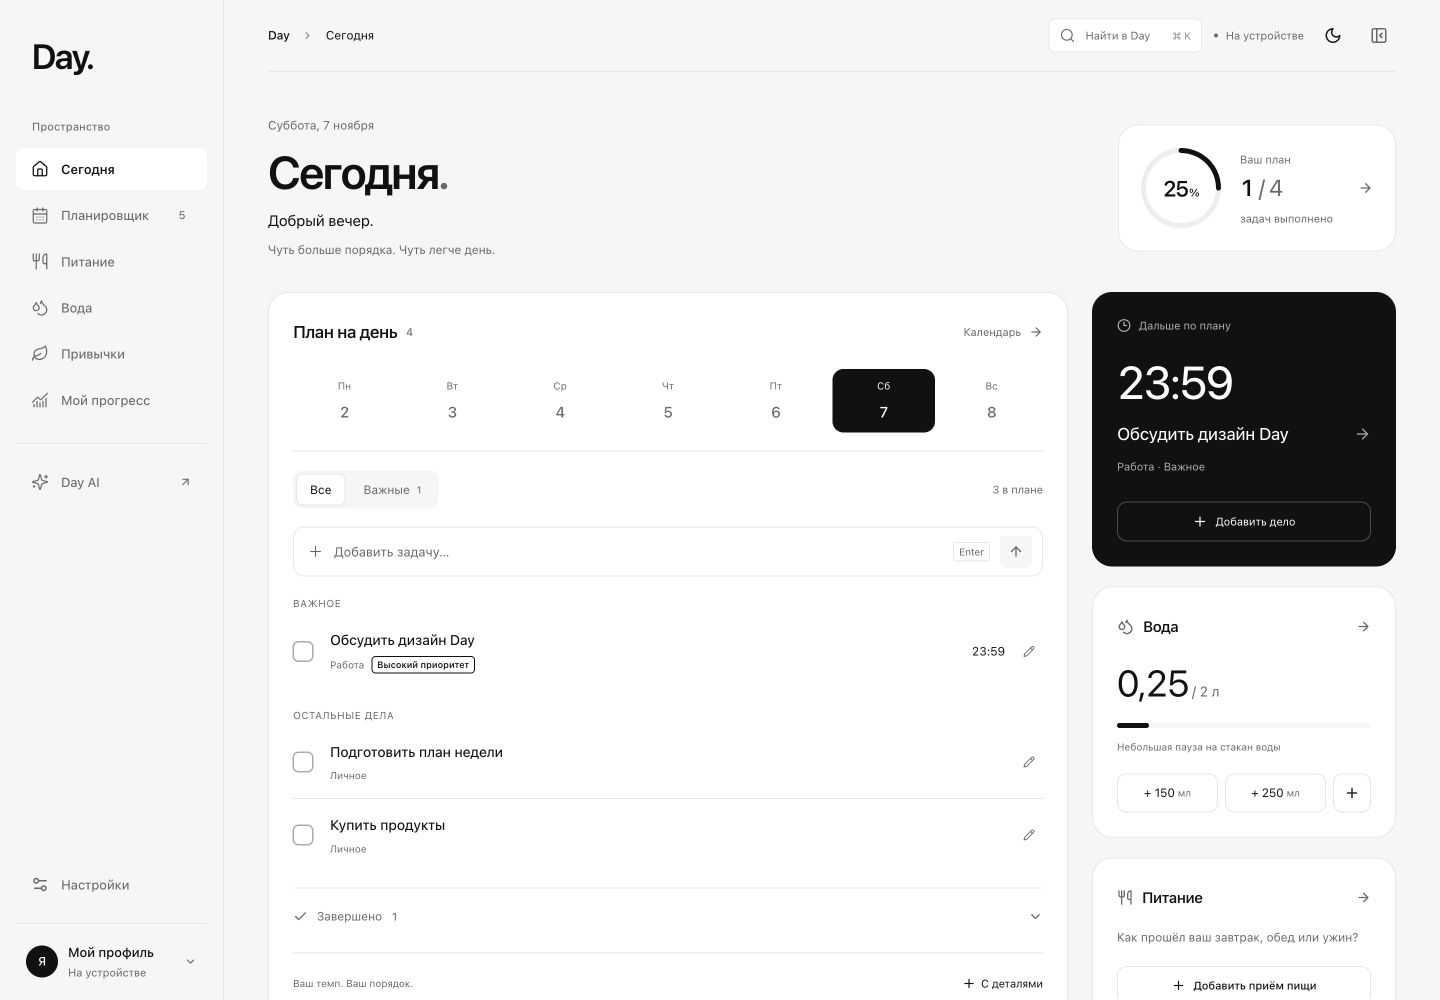 Day.
Пространство
Сегодня
Планировщик 5
Питание
Вода
Привычки
Мой прогресс
Day AI
Настройки
Я
Мой профиль
На устройстве
Day > Сегодня
Найти в Day ⌘ K
• На устройстве
Суббота, 7 ноября
Сегодня.
Добрый вечер.
Чуть больше порядка. Чуть легче день.
25%
Ваш план
1 / 4
задач выполнено
План на день 4
Календарь
Пн Вт Ср Чт Пт Сб Вс
2 3 4 5 6 7 8
Все Важные 1
3 в плане
Добавить задачу...
Enter
ВАЖНОЕ
Обсудить дизайн Day
Работа Высокий приоритет
23:59
ОСТАЛЬНЫЕ ДЕЛА
Подготовить план недели
Личное
Купить продукты
Личное
Завершено 1
Ваш темп. Ваш порядок.
+ С деталями
Дальше по плану
23:59
Обсудить дизайн Day
Работа · Важное
+ Добавить дело
Вода
0,25 / 2 л
Небольшая пауза на стакан воды
+ 150 мл + 250 мл +
Питание
Как прошёл ваш завтрак, обед или ужин?
+ Добавить приём пищи